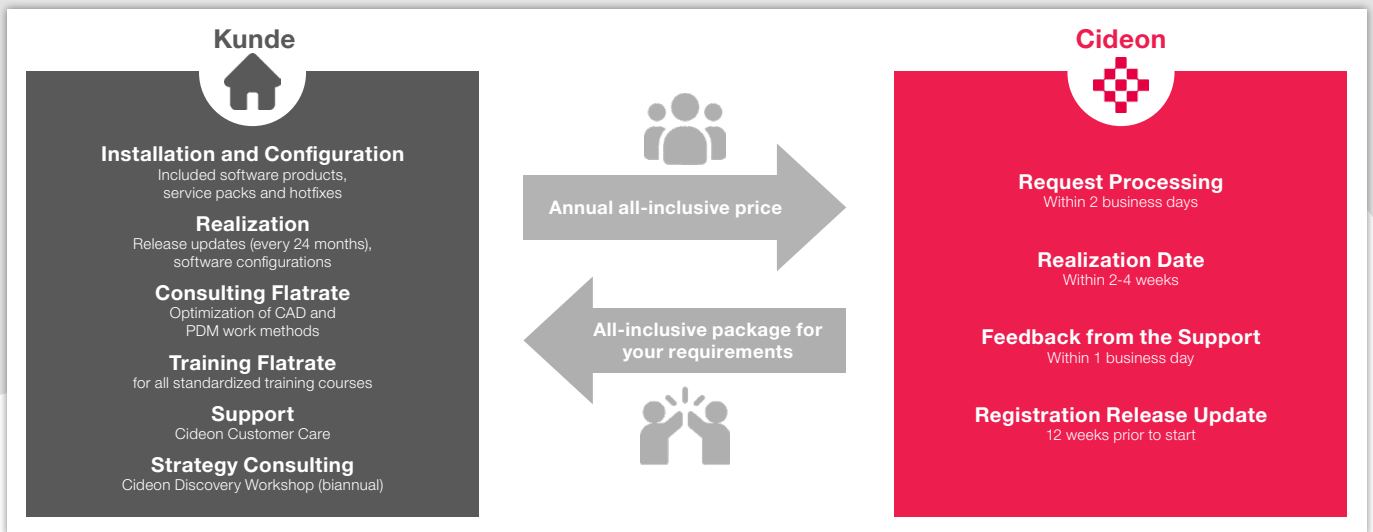 Kunde
Installation and Configuration
Included software products,
service packs and hotfixes
Realization
Release updates (every 24 months),
software configurations
Consulting Flatrate
Optimization of CAD and
PDM work methods
Training Flatrate
for all standardized training courses
Support
Cideon Customer Care
Strategy Consulting
Cideon Discovery Workshop (biannual)
Annual all-inclusive price
All-inclusive package for
your requirements
Cideon
Request Processing
Within 2 business days
Realization Date
Within 2-4 weeks
Feedback from the Support
Within 1 business day
Registration Release Update
12 weeks prior to start